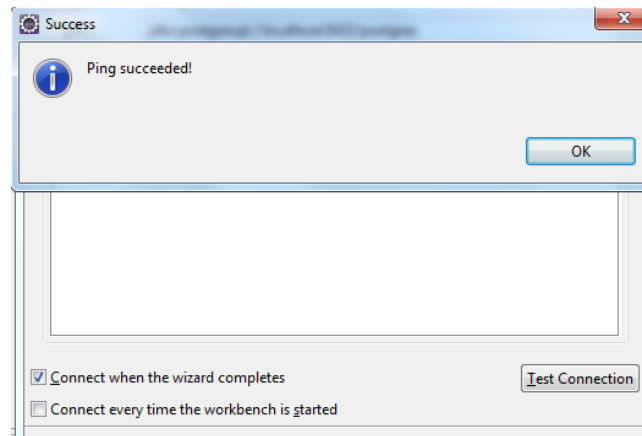 Success
Ping succeeded!
OK
Connect when the wizard completes
Test Connection
Connect every time the workbench is started